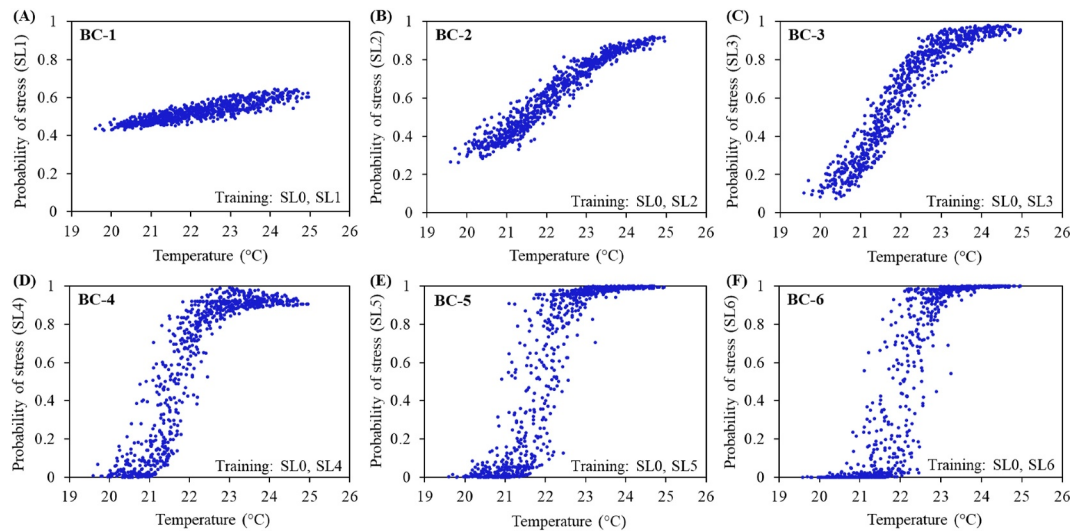 (A)
BC-1
Probability of stress (SL1)
1
0.8
0.6
0.4
0.2
0
Training: SL0, SL1
19 20 21 22 23 24 25 26
Temperature (°C)
(B)
BC-2
Probability of stress (SL2)
1
0.8
0.6
0.4
0.2
0
Training: SL0, SL2
19 20 21 22 23 24 25 26
Temperature (°C)
(C)
BC-3
Probability of stress (SL3)
1
0.8
0.6
0.4
0.2
0
Training: SL0, SL3
19 20 21 22 23 24 25 26
Temperature (°C)
(D)
BC-4
Probability of stress (SL4)
1
0.8
0.6
0.4
0.2
0
Training: SL0, SL4
19 20 21 22 23 24 25 26
Temperature (°C)
(E)
BC-5
Probability of stress (SL5)
1
0.8
0.6
0.4
0.2
0
Training: SL0, SL5
19 20 21 22 23 24 25 26
Temperature (°C)
(F)
BC-6
Probability of stress (SL6)
1
0.8
0.6
0.4
0.2
0
Training: SL0, SL6
19 20 21 22 23 24 25 26
Temperature (°C)